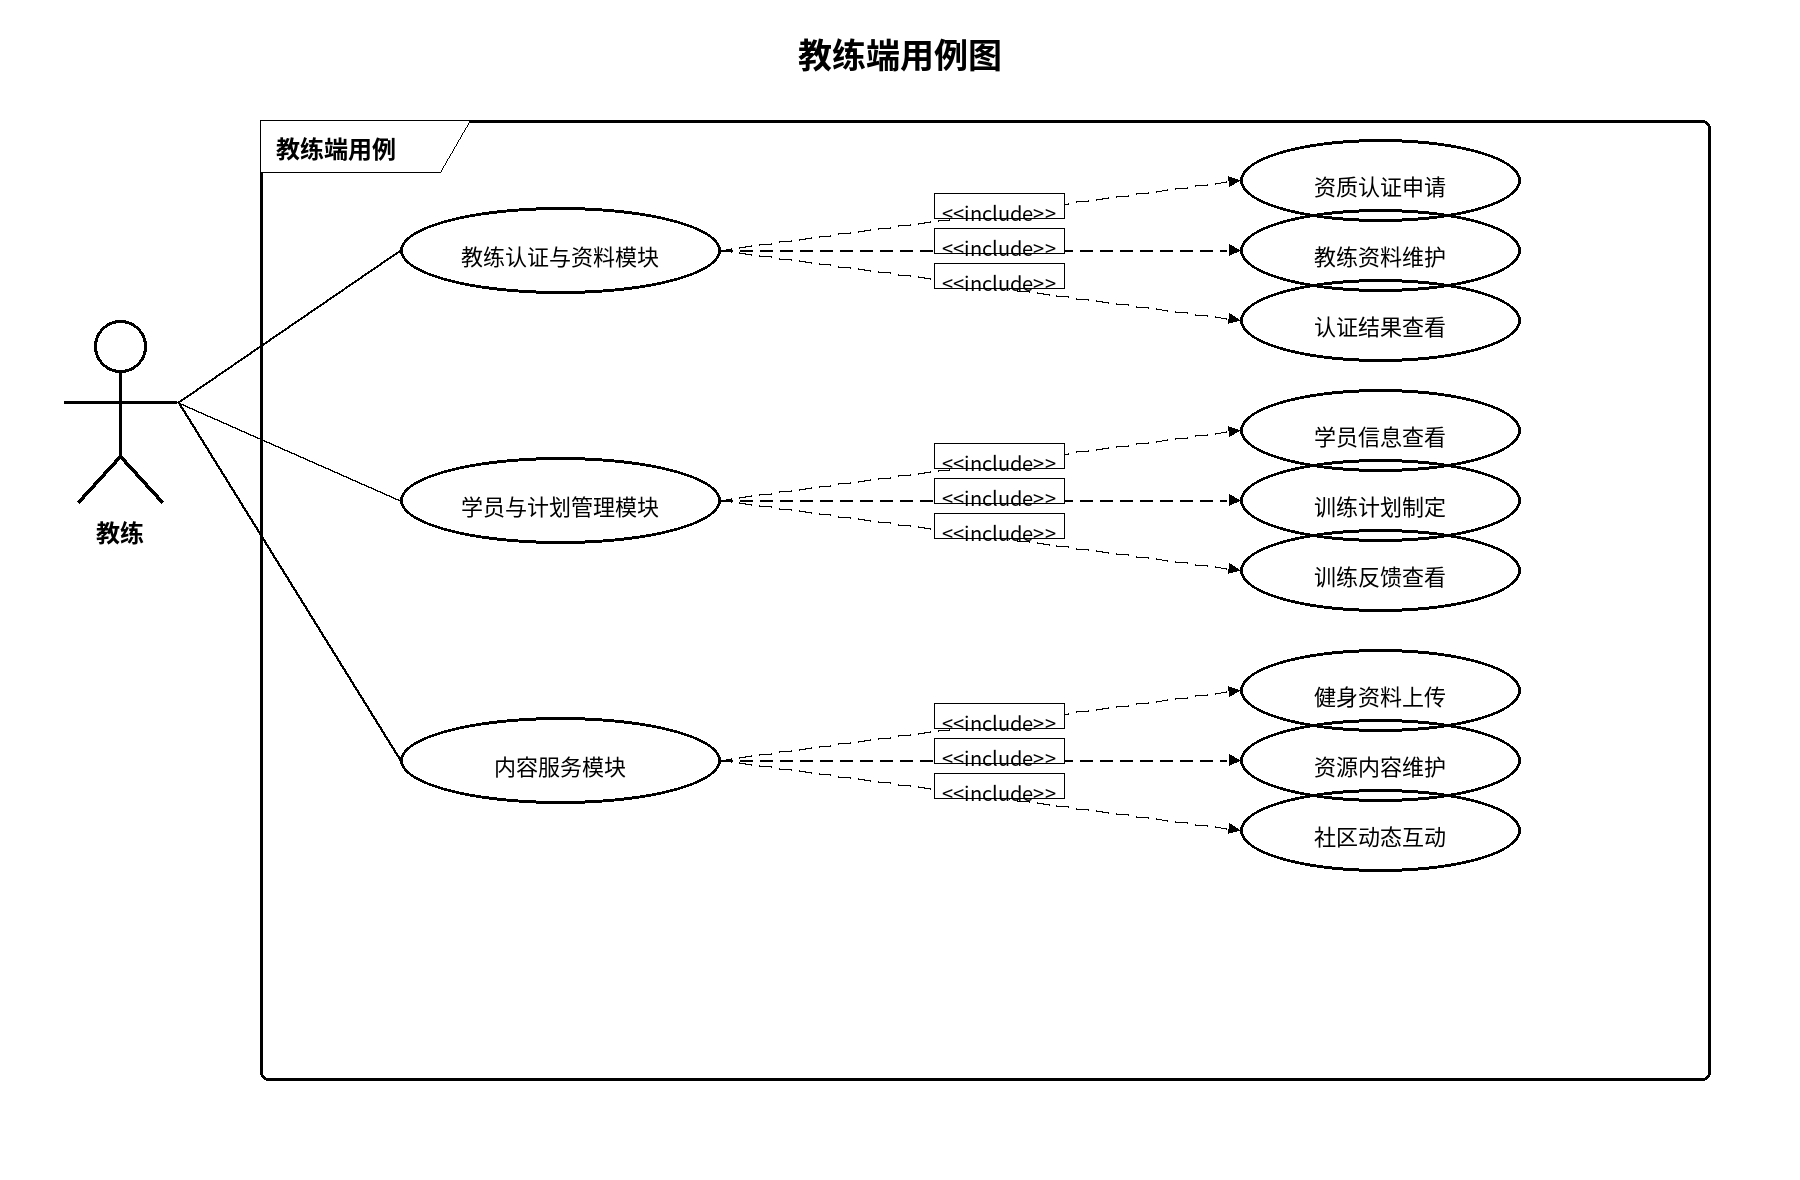 教练端用例图
教练端用例
教练
教练认证与资料模块
<<include>>
<<include>>
<<include>>
资质认证申请
教练资料维护
认证结果查看
学员与计划管理模块
<<include>>
<<include>>
<<include>>
学员信息查看
训练计划制定
训练反馈查看
内容服务模块
<<include>>
<<include>>
<<include>>
健身资料上传
资源内容维护
社区动态互动